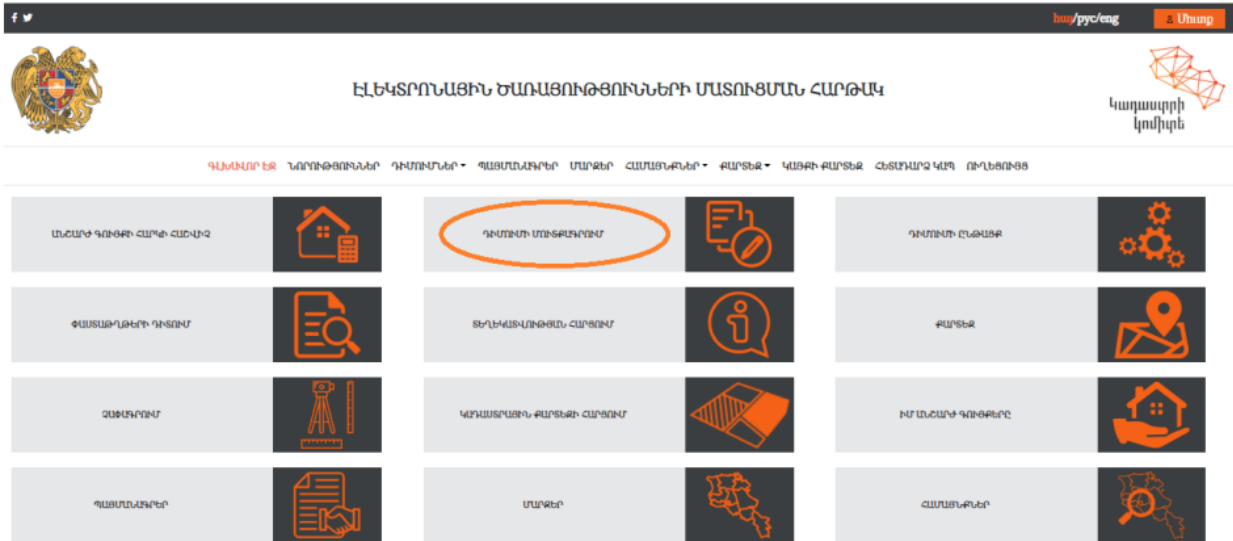 հայ/рус/eng
Մուտք
ԷԼԵԿՏՐՈՆԱՅԻՆ ԾԱՌԱՅՈՒԹՅՈՒՆՆԵՐԻ ՄԱՏՈՒՑՄԱՆ ՀԱՐԹԱԿ
Կադաստրի
կոմիտե
ԳԼԽԱՎՈՐ ԷՋ ՆՈՐՈՒԹՅՈՒՆՆԵՐ ԴԻՄՈՒՄՆԵՐ ՊԱՅՄԱՆԱԳՐԵՐ ՄԱՐԶԵՐ ՀԱՄԱՅՆՔՆԵՐ ՔԱՐՏԵԶ ԿԱՅՔԻ ՔԱՐՏԵԶ ՀԵՏԱԴԱՐՁ ԿԱՊ ՈՒՂԵՑՈՒՅՑ
ԱՆՇԱՐԺ ԳՈՒՅՔԻ ՀԱՐԿԻ ՀԱՇՎԻՉ
ԴԻՄՈՒՄԻ ՄՈՒՏՔԱԳՐՈՒՄ
ԴԻՄՈՒՄԻ ԸՆԹԱՑՔ
ՓԱՍՏԱԹՂԹԵՐԻ ԴԻՏՈՒՄ
ՏԵՂԵԿԱՏՎՈՒԹՅԱՆ ՀԱՐՑՈՒՄ
ՔԱՐՏԵԶ
ՉԱՓԱԳՐՈՒՄ
ԿԱԴԱՍՏՐԱՅԻՆ ՔԱՐՏԵԶԻ ՀԱՐՑՈՒՄ
ԻՄ ԱՆՇԱՐԺ ԳՈՒՅՔԵՐԸ
ՊԱՅՄԱՆԱԳՐԵՐ
ՄԱՐԶԵՐ
ՀԱՄԱՅՆՔՆԵՐ